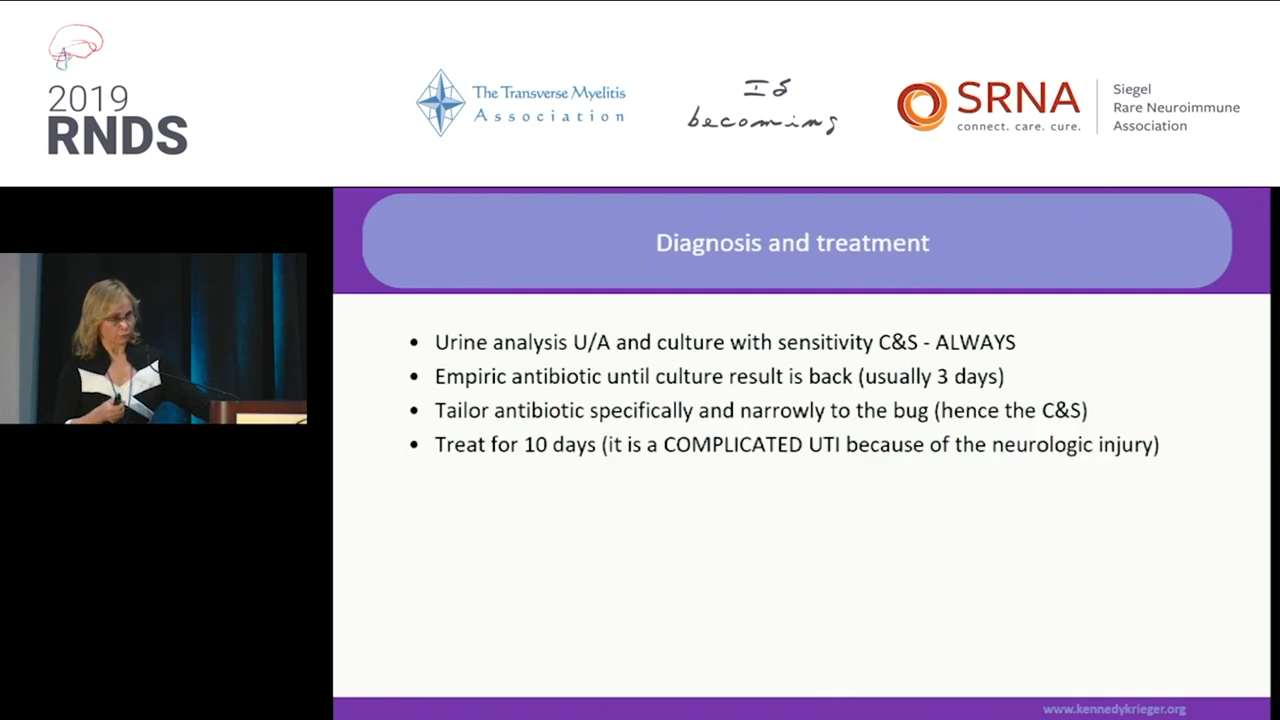 2019
RNDS
The Transverse Myelitis
Association
Is
becoming
SRNA
connect. care. cure.
Siegel
Rare Neuroimmune
Association
Diagnosis and treatment
• Urine analysis U/A and culture with sensitivity C&S - ALWAYS
• Empiric antibiotic until culture result is back (usually 3 days)
• Tailor antibiotic specifically and narrowly to the bug (hence the C&S)
• Treat for 10 days (it is a COMPLICATED UTI because of the neurologic injury)
www.kennedykrieger.org